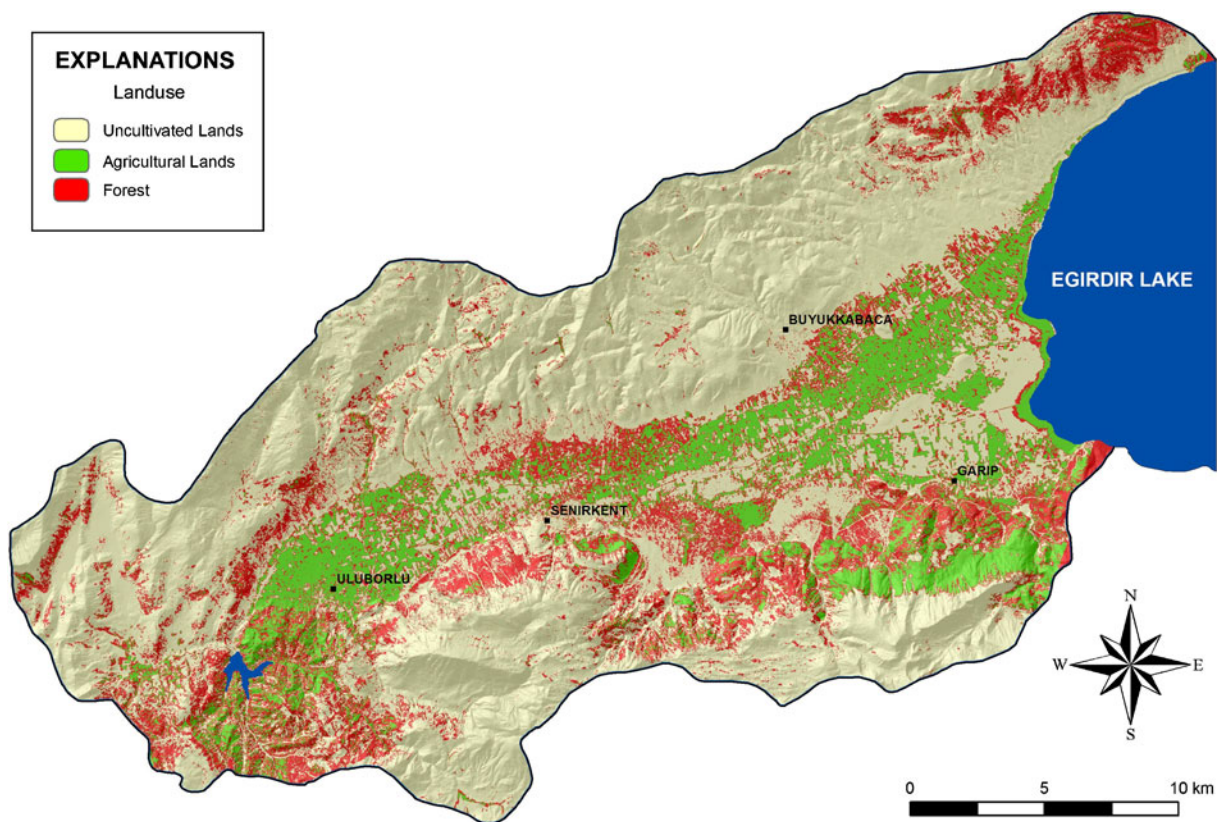 EXPLANATIONS
Landuse
Uncultivated Lands
Agricultural Lands
Forest
EGIRDIR LAKE
BUYUKKABACA
GARIP
SENIRKENT
ULUBORLU
N
W E
S
0 5 10 km